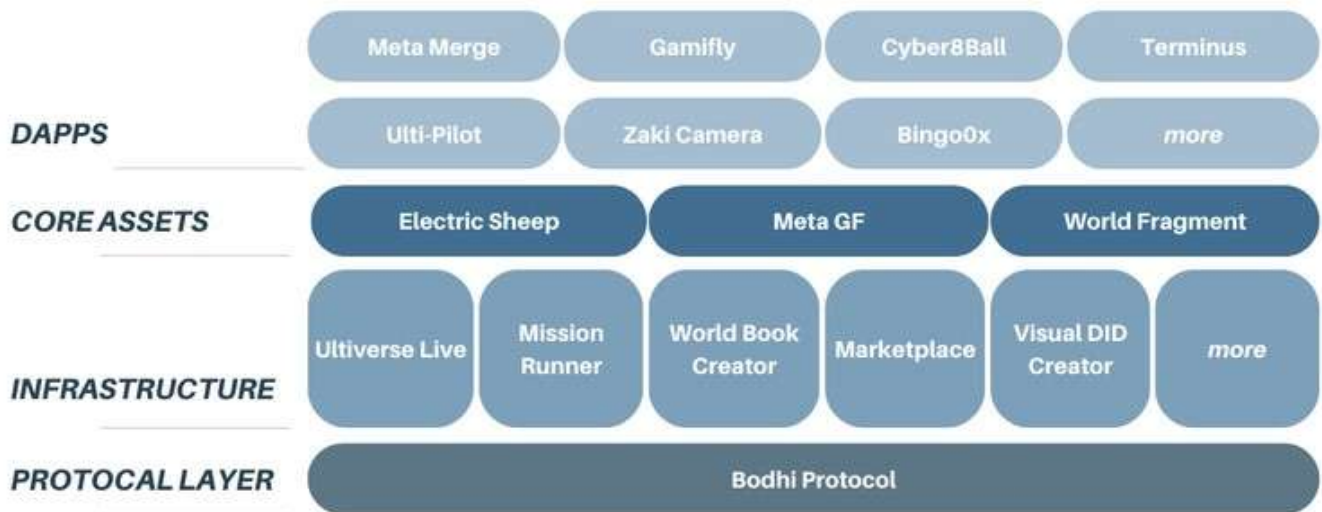 Meta Merge Gamifly Cyber8Ball Terminus
DAPPS Ulti-Pilot Zaki Camera Bingo0x more
CORE ASSETS Electric Sheep Meta GF World Fragment
INFRASTRUCTURE
Ultiverse Live
Mission
Runner
World Book
Creator
Marketplace
Visual DID
Creator
more
PROTOCAL LAYER Bodhi Protocol